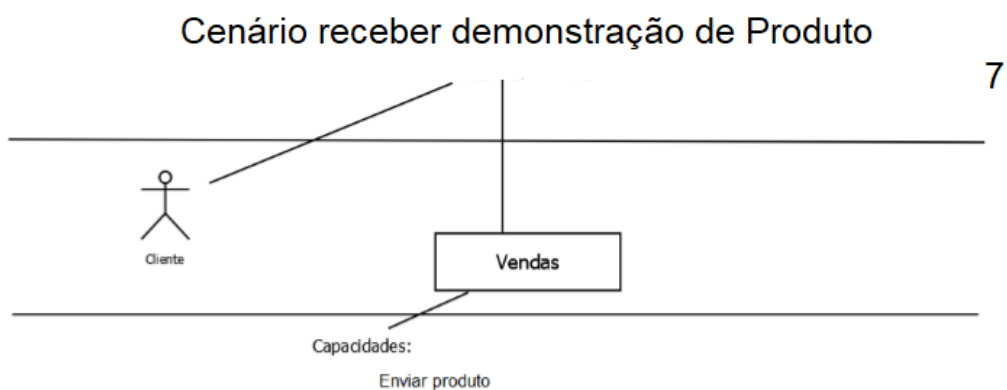 Cenário receber demonstração de Produto
7
Cliente
Vendas
Capacidades:
Enviar produto